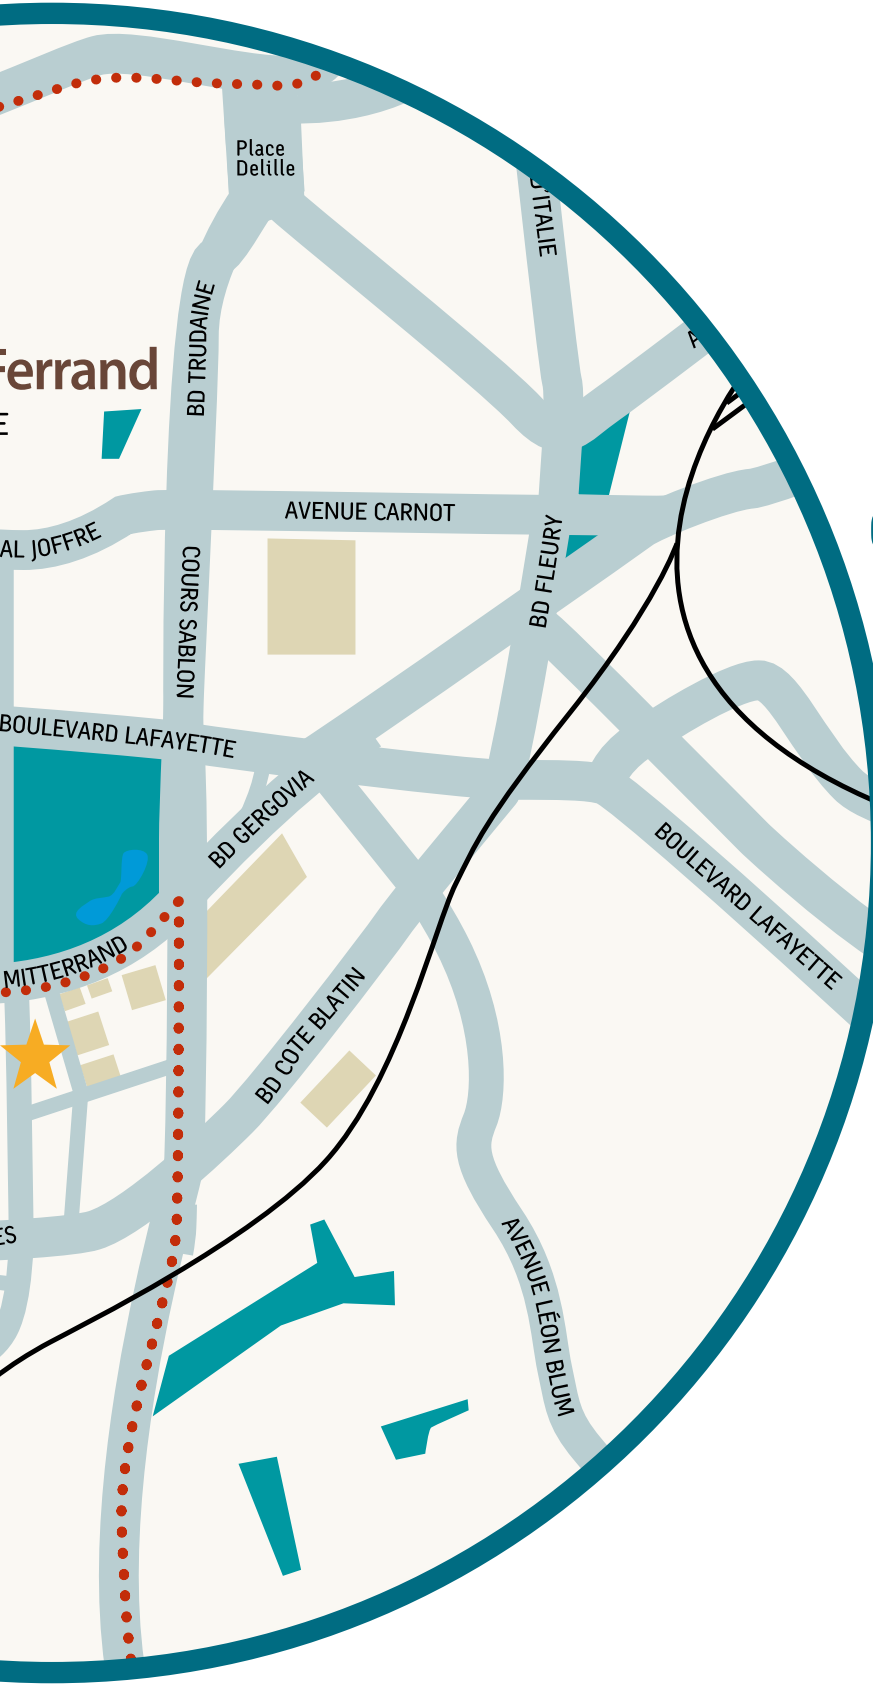 Place
Delille
D'ITALIE
BD TRUDAINE
Ferrand
E
AVENUE CARNOT
AL JOFFRE
BD FLEURY
COURS SABLON
BOULEVARD LAFAYETTE
BD GERGOVIA
BOULEVARD LAFAYETTE
MITTERRAND
BD COTE BLATIN
ES
AVENUE LÉON BLUM